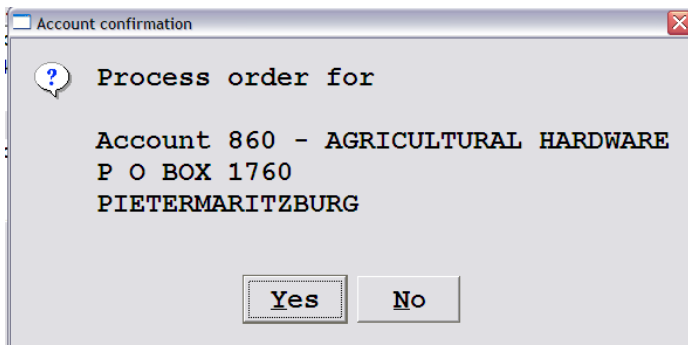 Account confirmation
Process order for
Account 860 - AGRICULTURAL HARDWARE
P O BOX 1760
PIETERMARITZBURG
Yes
No